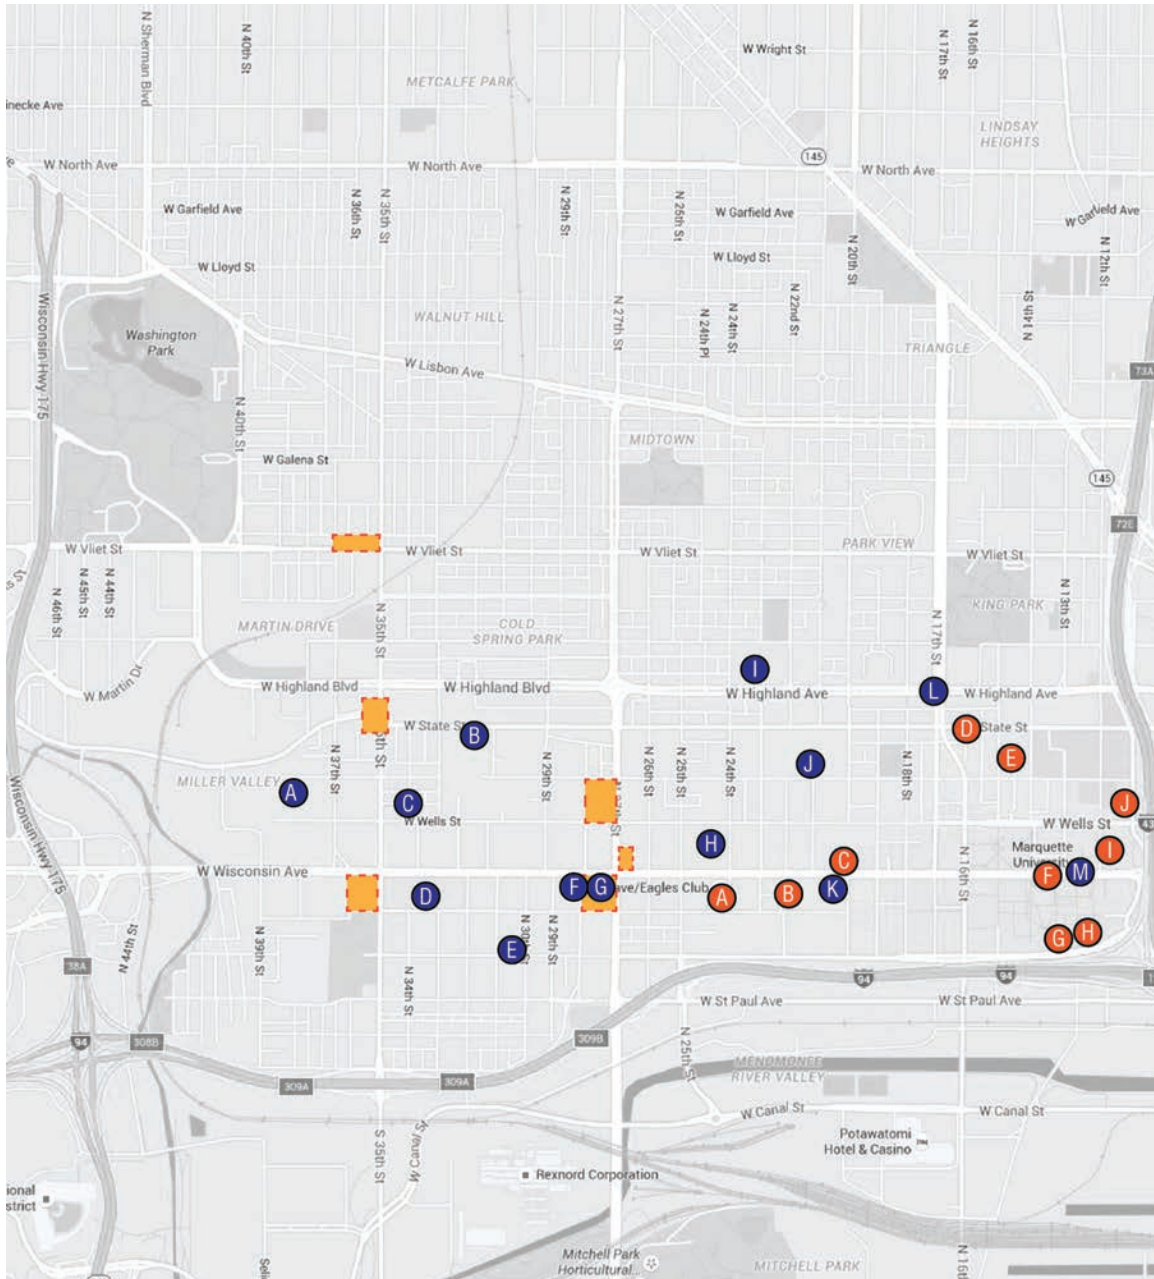 N Sherman Blvd
N 40th St
W Wright St
N 17th St
N 16th St
METCALFE PARK
inecke Ave
LINDSAY
HEIGHTS
145
W North Ave
W North Ave
W North Ave
W Garfield Ave
N 36th St
N 35th St
N 29th St
N 25th St
W Garfield Ave
N 20th St
N 12th St
W Lloyd St
W Lloyd St
Wisconsin Hwy 175
N 27th St
N 24th Pl
N 24th St
N 22nd St
N 14th St
WALNUT HILL
Washington
Park
TRIANGLE
W Lisbon Ave
73A
N 40th St
MIDTOWN
W Galena St
145
72E
W Vliet St
W Vliet St
W Vliet St
PARK VIEW
W Vliet St
N 46th St
N 45th St
N 44th St
N 35th St
MARTIN DRIVE
COLD
SPRING PARK
N 17th St
KING PARK
N 13th St
W Martin Dr
W Highland Blvd
W Highland Blvd
I
W Highland Ave
L
W Highland Ave
W State St
B
D
State St
E
MILLER VALLEY
A
N 37th St
C
N 29th St
N 26th St
N 25th St
N 24th St
J
N 18th St
J
43
W Wells St
W Wells St
Wisconsin Hwy 175
H
Marquette
University
I
W Wisconsin Ave
C
N 16th St
F
M
D
F
G
ave/Eagles Club
A
B
K
E
N 29th St
G
H
N 39th St
N 44th St
38A
N 34th St
94
94
W St Paul Ave
W St Paul Ave
94
308B
309B
N 25th St
309A
309A
MENOMONEE
RIVER VALLEY
W Canal St
W Canal St
S 35th St
W Canal St
Potawatomi
Hotel & Casino
Rexnord Corporation
ional
strict
Mitchell Park
Horticultural...
MITCHELL PARK
N 16th